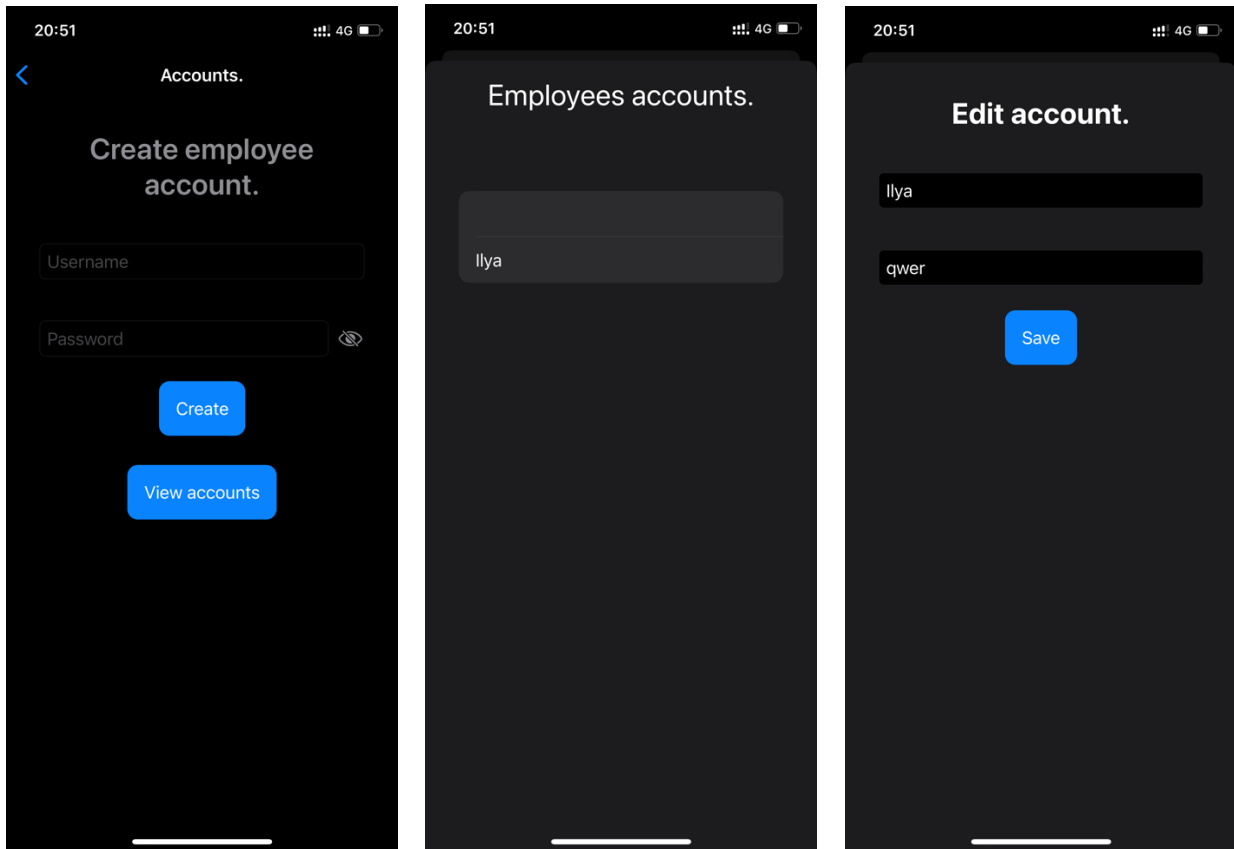 20:51
4G
Accounts.
Create employee
account.
Username
Password
Create
View accounts
20:51
4G
Employees accounts.
Ilya
20:51
4G
Edit account.
Ilya
qwer
Save